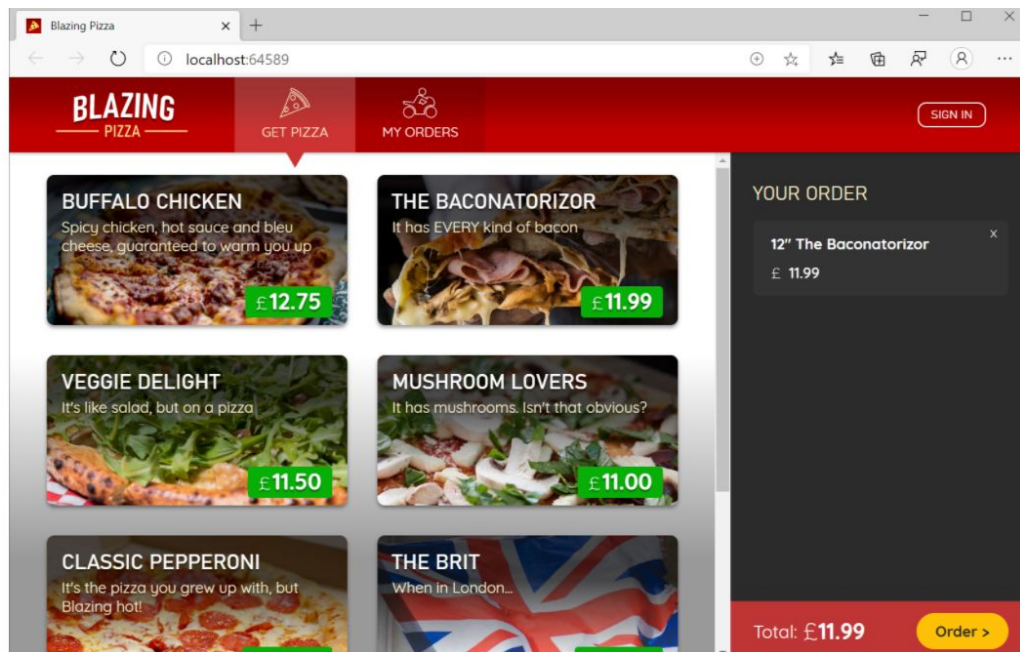 Blazing Pizza
localhost:64589
BLAZING
PIZZA
GET PIZZA
MY ORDERS
SIGN IN
BUFFALO CHICKEN
Spicy chicken, hot sauce and bleu
cheese, guaranteed to warm you up
£12.75
THE BACONATORIZOR
It has EVERY kind of bacon
£11.99
VEGGIE DELIGHT
It's like salad, but on a pizza
£11.50
MUSHROOM LOVERS
It has mushrooms. Isn't that obvious?
£11.00
CLASSIC PEPPERONI
It's the pizza you grew up with, but
Blazing hot!
THE BRIT
When in London...
YOUR ORDER
12" The Baconatorizor
x
£ 11.99
Total: £11.99
Order >